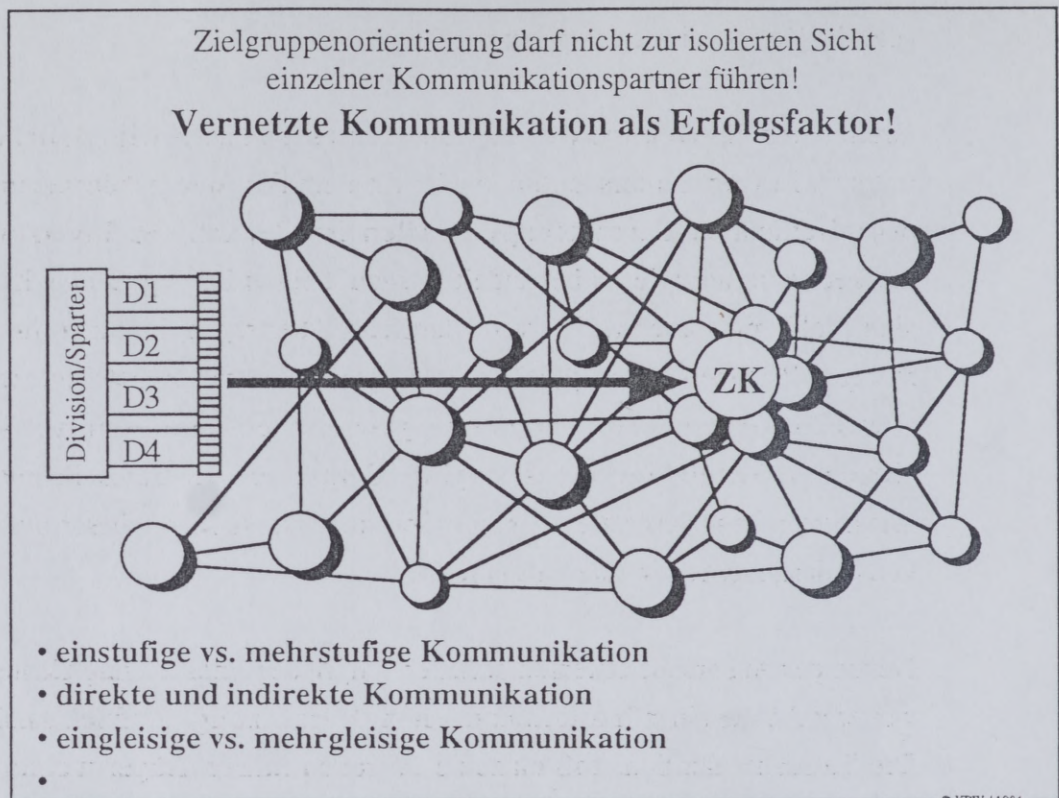 Zielgruppenorientierung darf nicht zur isolierten Sicht
einzelner Kommunikationspartner führen!
Vernetzte Kommunikation als Erfolgsfaktor!
Division/Sparten
D1
D2
D3
D4
ZK
• einstufige vs. mehrstufige Kommunikation
• direkte und indirekte Kommunikation
• eingleisige vs. mehrgleisige Kommunikation
•